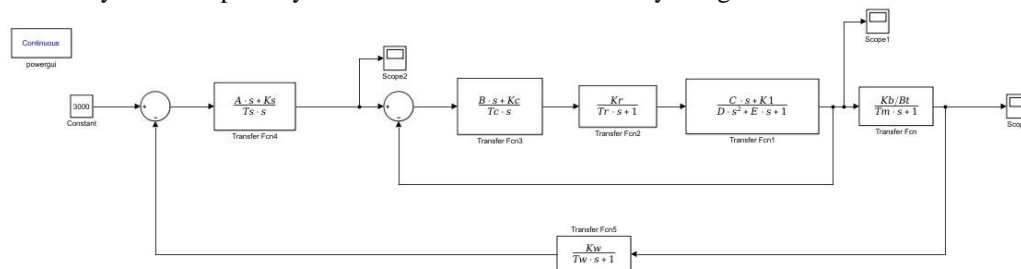 Continuous
powergui
Scope1
Scope2
3000
Constant
A · s + Ks
Ts · s
Transfer Fcn4
B · s + Kc
Tc · s
Transfer Fcn3
Kr
Tr · s + 1
Transfer Fcn2
C · s + K1
D · s² + E · s + 1
Transfer Fcn1
Kb/Bt
Tm · s + 1
Transfer Fcn
Scop
Transfer Fcn5
Kw
Tw · s + 1